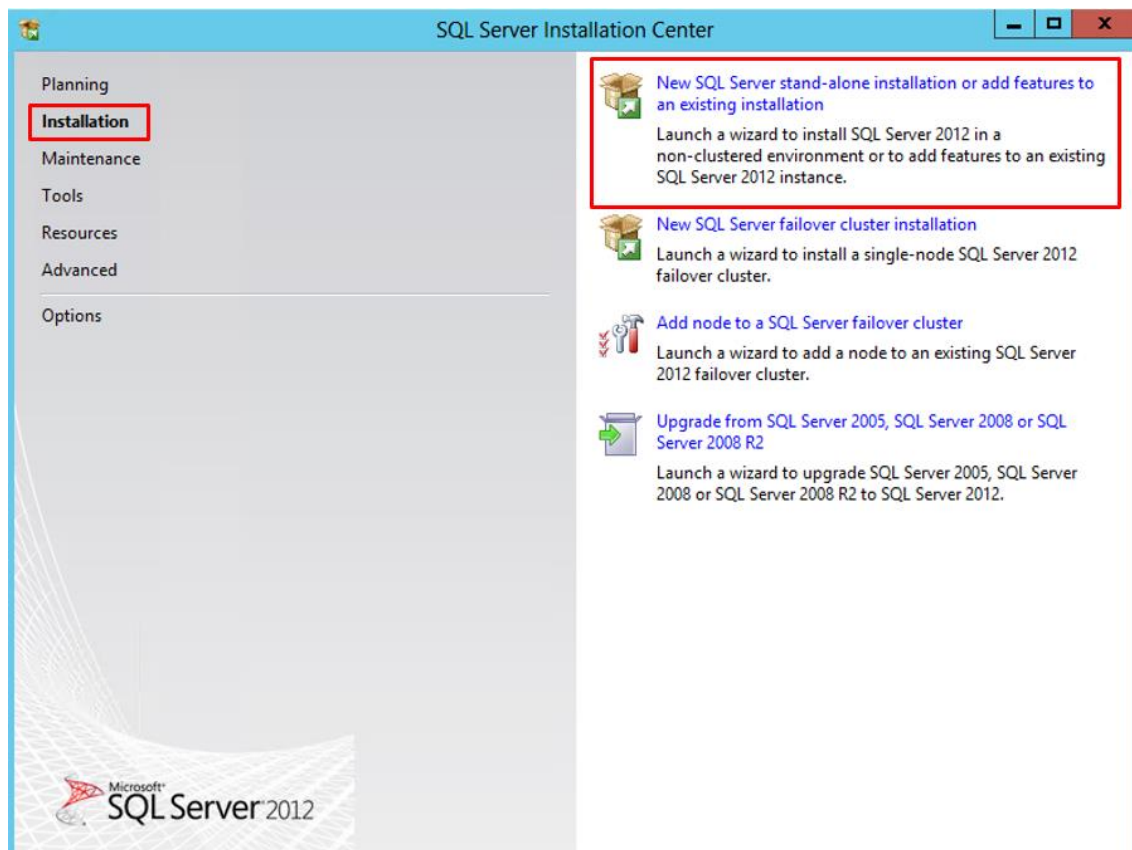 SQL Server Installation Center
Planning
Installation
Maintenance
Tools
Resources
Advanced
Options
New SQL Server stand-alone installation or add features to
an existing installation
Launch a wizard to install SQL Server 2012 in a
non-clustered environment or to add features to an existing
SQL Server 2012 instance.
New SQL Server failover cluster installation
Launch a wizard to install a single-node SQL Server 2012
failover cluster.
Add node to a SQL Server failover cluster
Launch a wizard to add a node to an existing SQL Server
2012 failover cluster.
Upgrade from SQL Server 2005, SQL Server 2008 or SQL
Server 2008 R2
Launch a wizard to upgrade SQL Server 2005, SQL Server
2008 or SQL Server 2008 R2 to SQL Server 2012.
Microsoft®
SQL Server® 2012